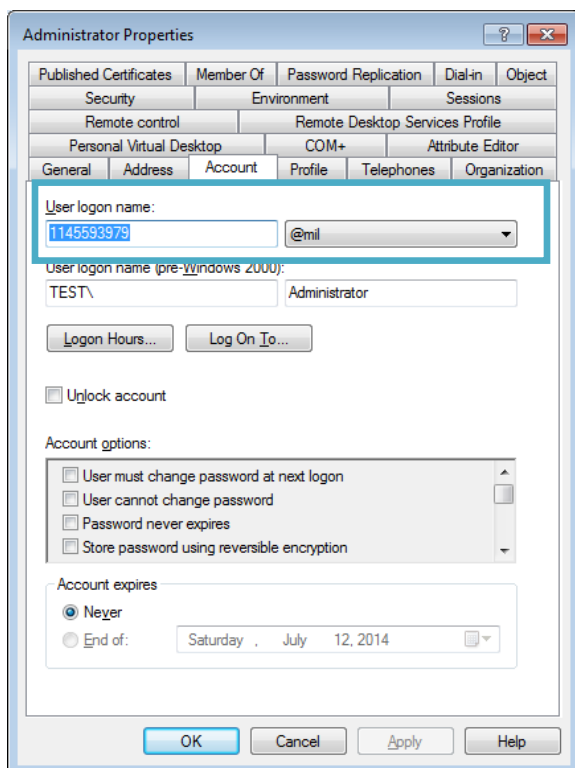 Administrator Properties
Published Certificates Member Of Password Replication Dial-in Object
Security Environment Sessions
Remote control Remote Desktop Services Profile
Personal Virtual Desktop COM+ Attribute Editor
General Address Account Profile Telephones Organization
User logon name:
1145593979 @mil
User logon name (pre-Windows 2000):
TEST\ Administrator
Logon Hours... Log On To...
Unlock account
Account options:
User must change password at next logon
User cannot change password
Password never expires
Store password using reversible encryption
Account expires
Never
End of: Saturday , July 12, 2014
OK Cancel Apply Help